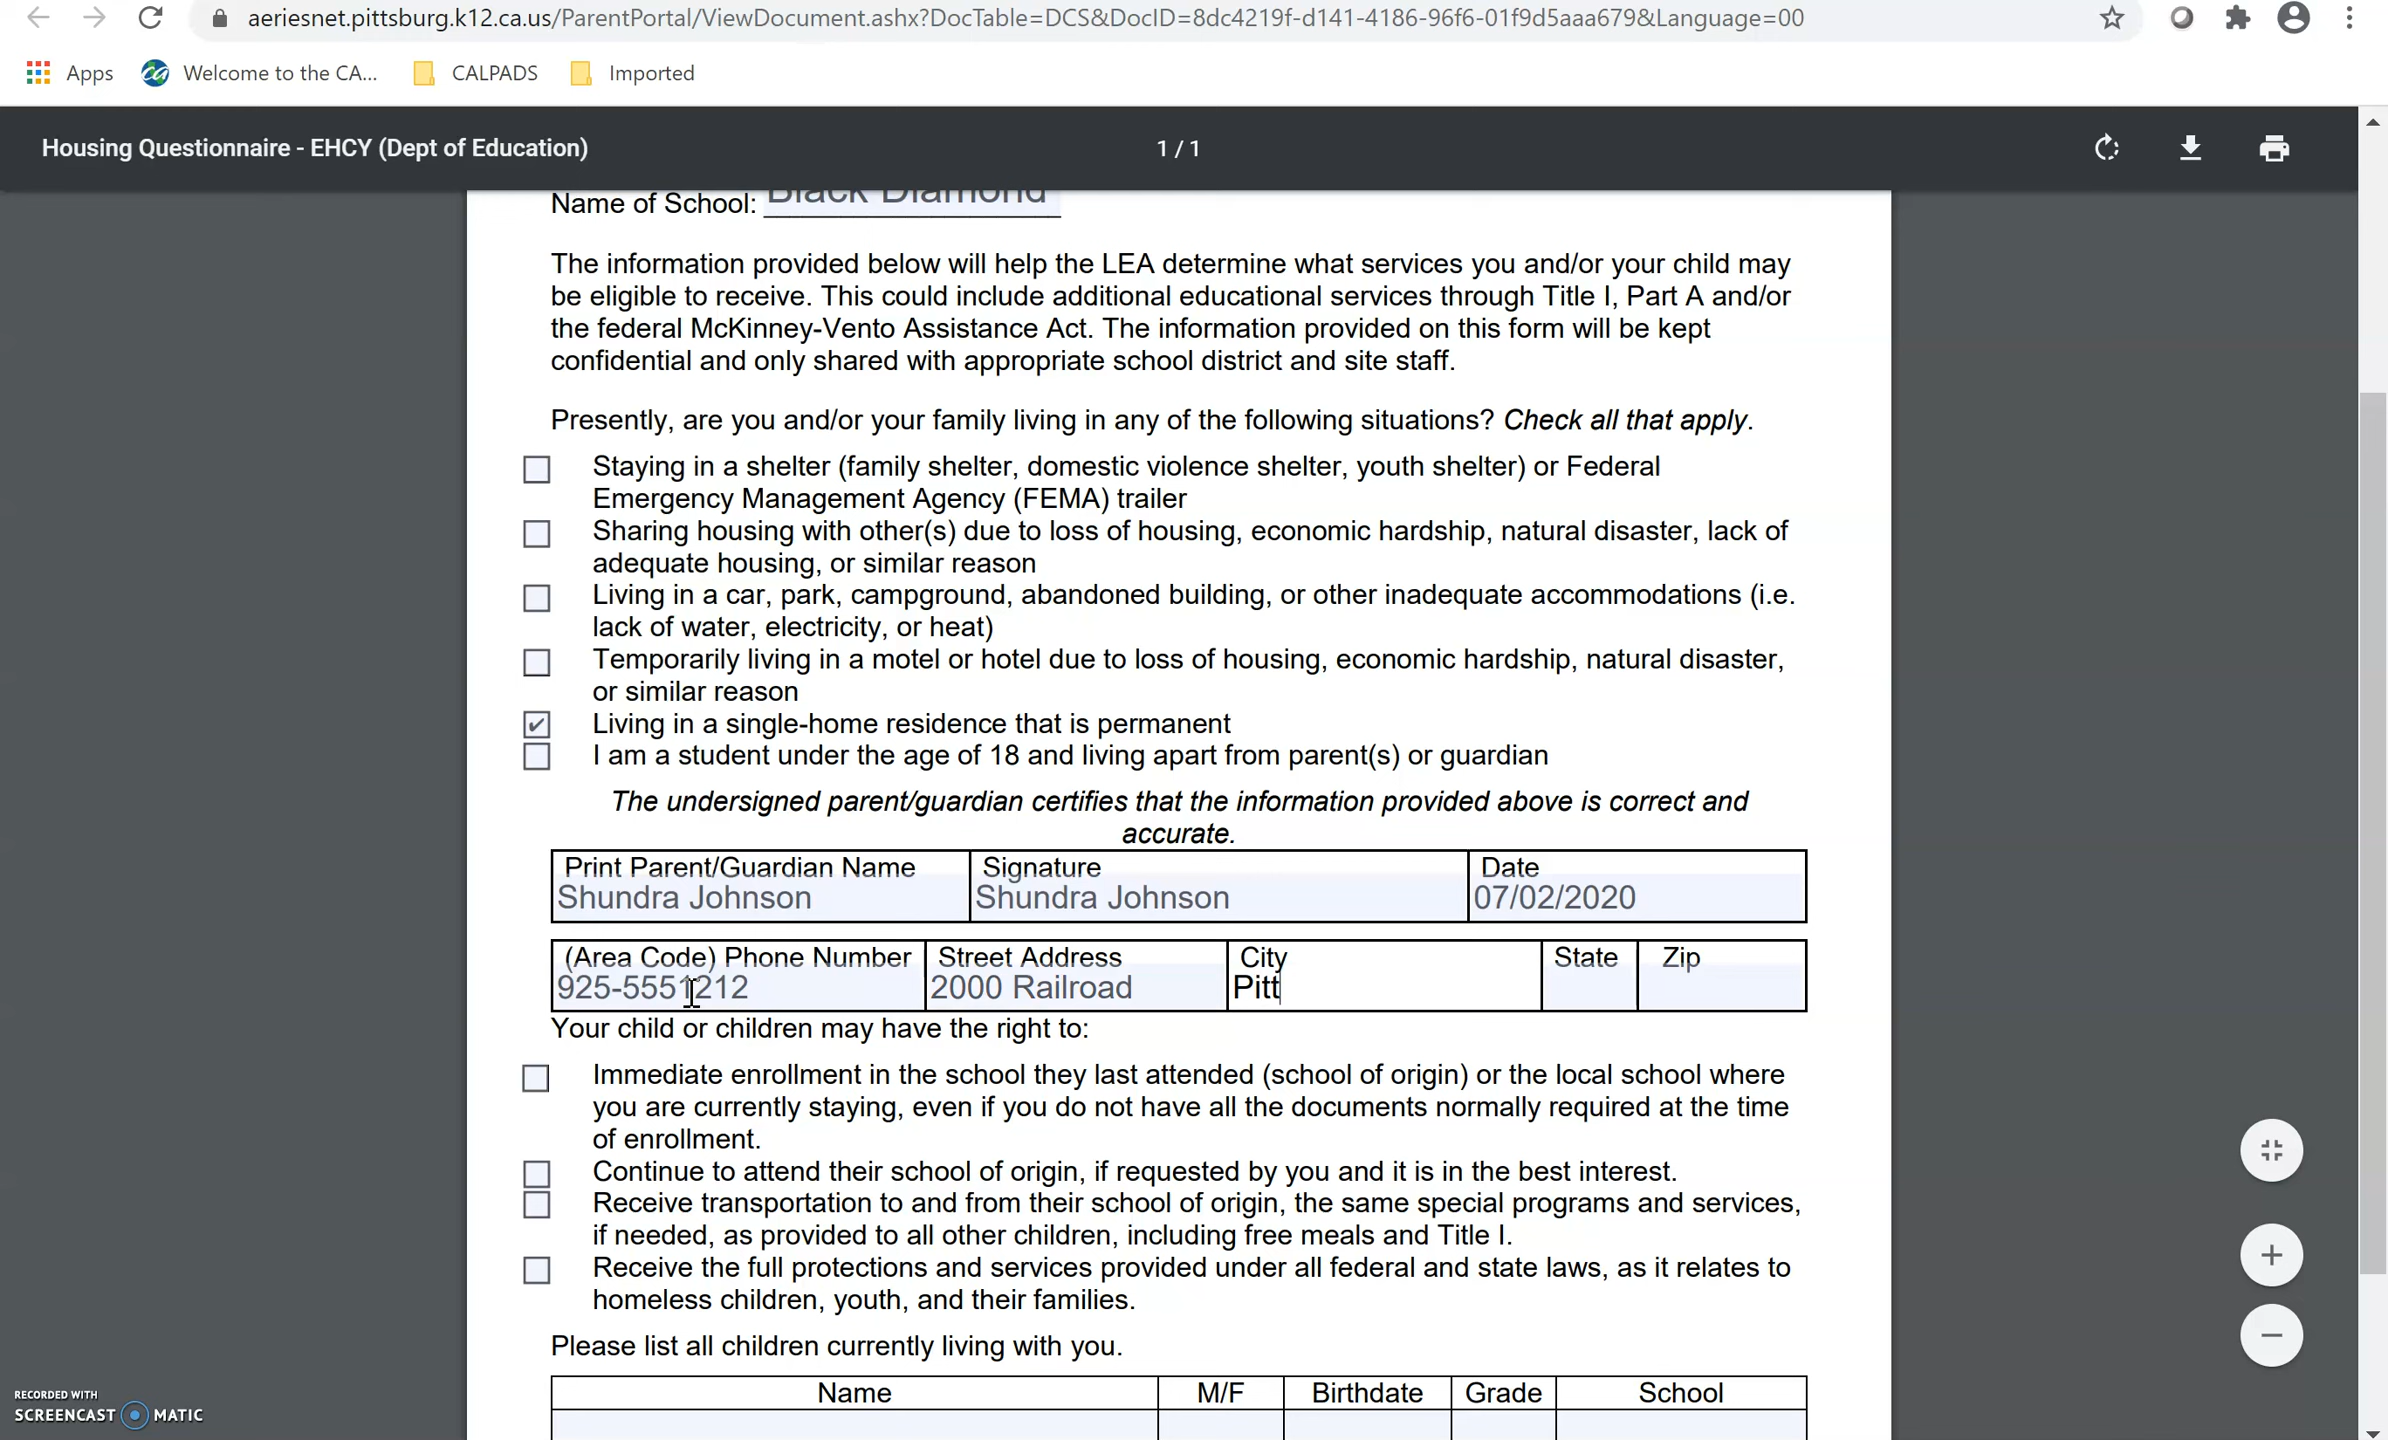 aeriesnet.pittsburg.k12.ca.us/ParentPortal/ViewDocument.ashx?DocTable=DCS&DocID=8dc4219f-d141-4186-96f6-01f9d5aaa679&Language=00
Apps Welcome to the CA... CALPADS Imported
Housing Questionnaire - EHCY (Dept of Education) 1 / 1
Name of School: Black Diamond
The information provided below will help the LEA determine what services you and/or your child may
be eligible to receive. This could include additional educational services through Title I, Part A and/or
the federal McKinney-Vento Assistance Act. The information provided on this form will be kept
confidential and only shared with appropriate school district and site staff.
Presently, are you and/or your family living in any of the following situations? Check all that apply.
Staying in a shelter (family shelter, domestic violence shelter, youth shelter) or Federal
Emergency Management Agency (FEMA) trailer
Sharing housing with other(s) due to loss of housing, economic hardship, natural disaster, lack of
adequate housing, or similar reason
Living in a car, park, campground, abandoned building, or other inadequate accommodations (i.e.
lack of water, electricity, or heat)
Temporarily living in a motel or hotel due to loss of housing, economic hardship, natural disaster,
or similar reason
Living in a single-home residence that is permanent
I am a student under the age of 18 and living apart from parent(s) or guardian
The undersigned parent/guardian certifies that the information provided above is correct and
accurate.
Print Parent/Guardian Name Signature Date
Shundra Johnson Shundra Johnson 07/02/2020
(Area Code) Phone Number Street Address City State Zip
925-5551212 2000 Railroad Pitt
Your child or children may have the right to:
Immediate enrollment in the school they last attended (school of origin) or the local school where
you are currently staying, even if you do not have all the documents normally required at the time
of enrollment.
Continue to attend their school of origin, if requested by you and it is in the best interest.
Receive transportation to and from their school of origin, the same special programs and services,
if needed, as provided to all other children, including free meals and Title I.
Receive the full protections and services provided under all federal and state laws, as it relates to
homeless children, youth, and their families.
Please list all children currently living with you.
Name M/F Birthdate Grade School
RECORDED WITH
SCREENCAST MATIC